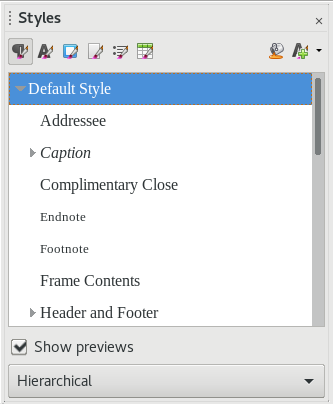 Styles
Default Style
Addressee
Caption
Complimentary Close
Endnote
Footnote
Frame Contents
Header and Footer
Show previews
Hierarchical